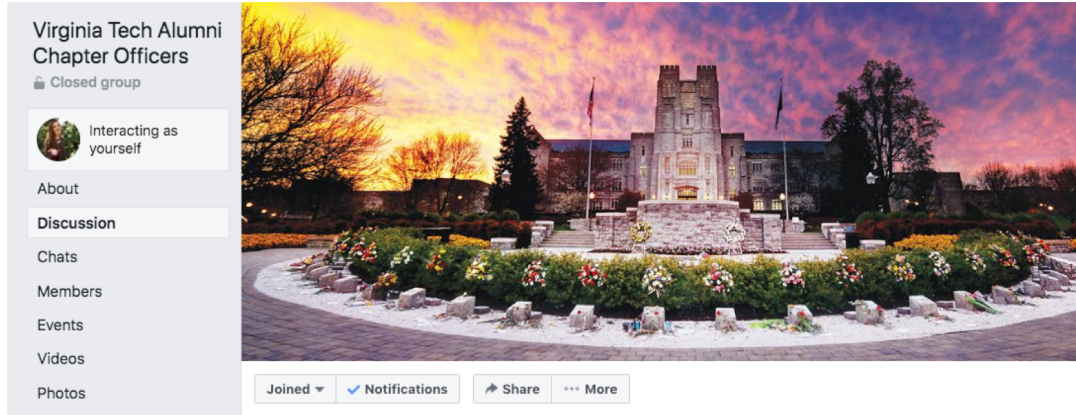 Virginia Tech Alumni
Chapter Officers
Closed group
Interacting as
yourself
About
Discussion
Chats
Members
Events
Videos
Photos
Joined
Notifications
Share
More